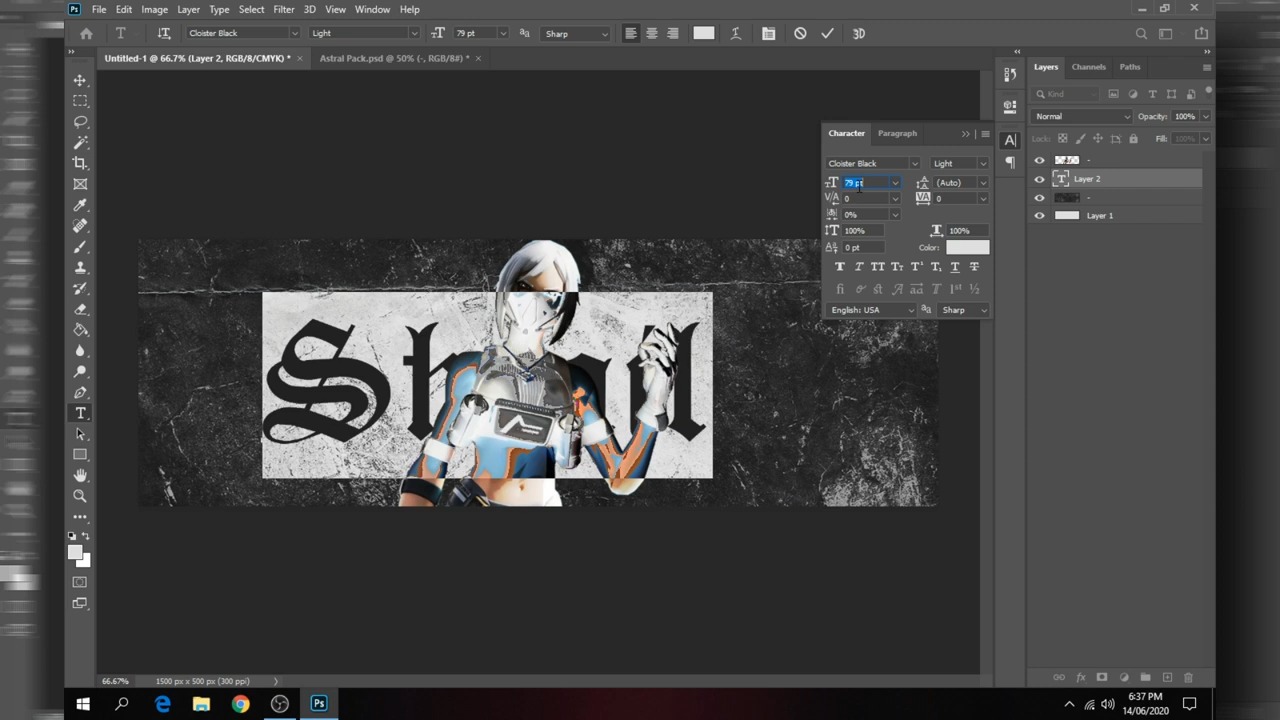 Ps File Edit Image Layer Type Select Filter 3D View Window Help
T Cloister Black Light 79 pt Sharp 3D
Untitled-1 @ 66.7% (Layer 2, RGB/8/CMYK) * × Astral Pack.psd @ 50% (-, RGB/8#) * ×
Layers Channels Paths
Kind
Normal Opacity: 100%
Lock: Fill: 100%
-
Layer 2
-
Layer 1
Character Paragraph
Cloister Black Light
79 pt (Auto)
0 0
0%
100% 100%
0 pt Color:
English: USA Sharp
66.67% 1500 px x 500 px (300 ppi)
Ps
6:37 PM
14/06/2020